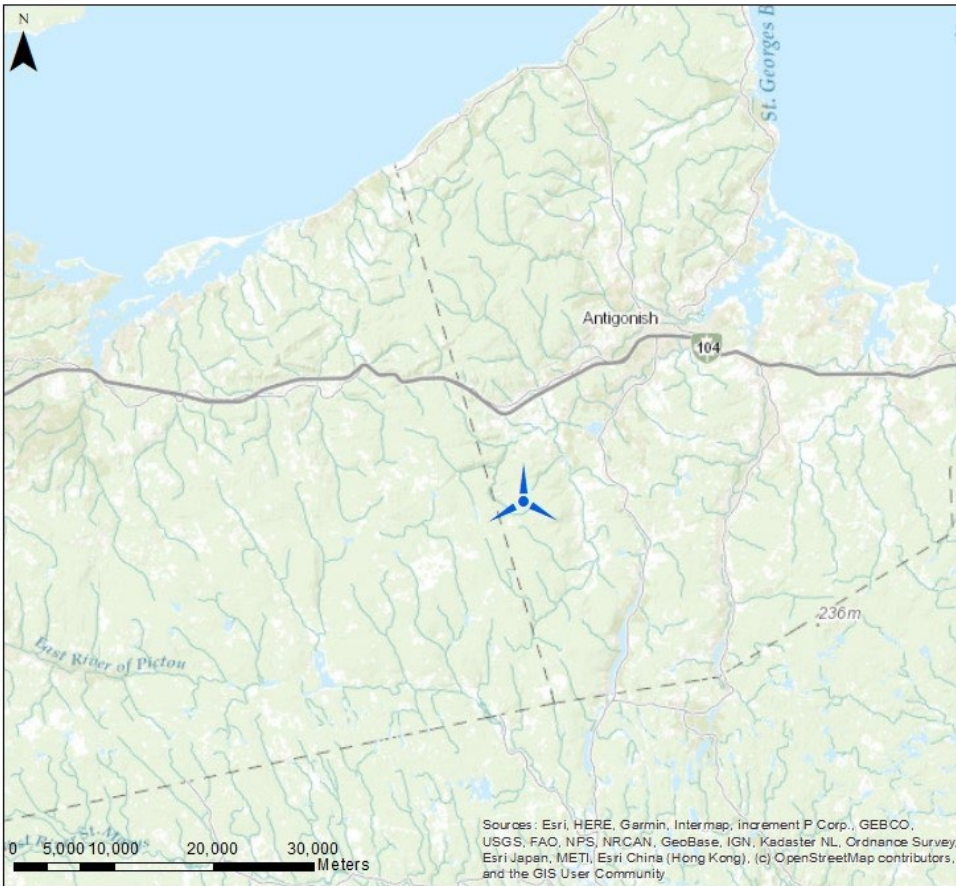 N
St. Georges B
Antigonish
104
236m
East River of Pictou
River St.
0 5,000 10,000 20,000 30,000
Meters
Sources: Esri, HERE, Garmin, Intermap, increment P Corp., GEBCO,
USGS, FAO, NPS, NRCAN, GeoBase, IGN, Kadaster NL, Ordnance Survey,
Esri Japan, METI, Esri China (Hong Kong), (c) OpenStreetMap contributors,
and the GIS User Community